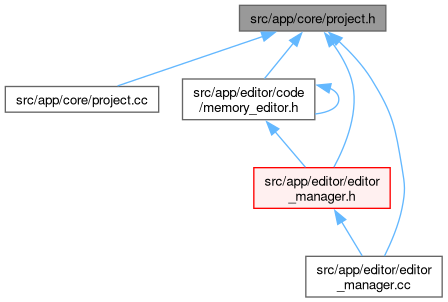 src/app/core/project.h
src/app/core/project.cc
src/app/editor/code
/memory_editor.h
src/app/editor/editor
_manager.h
src/app/editor/editor
_manager.cc